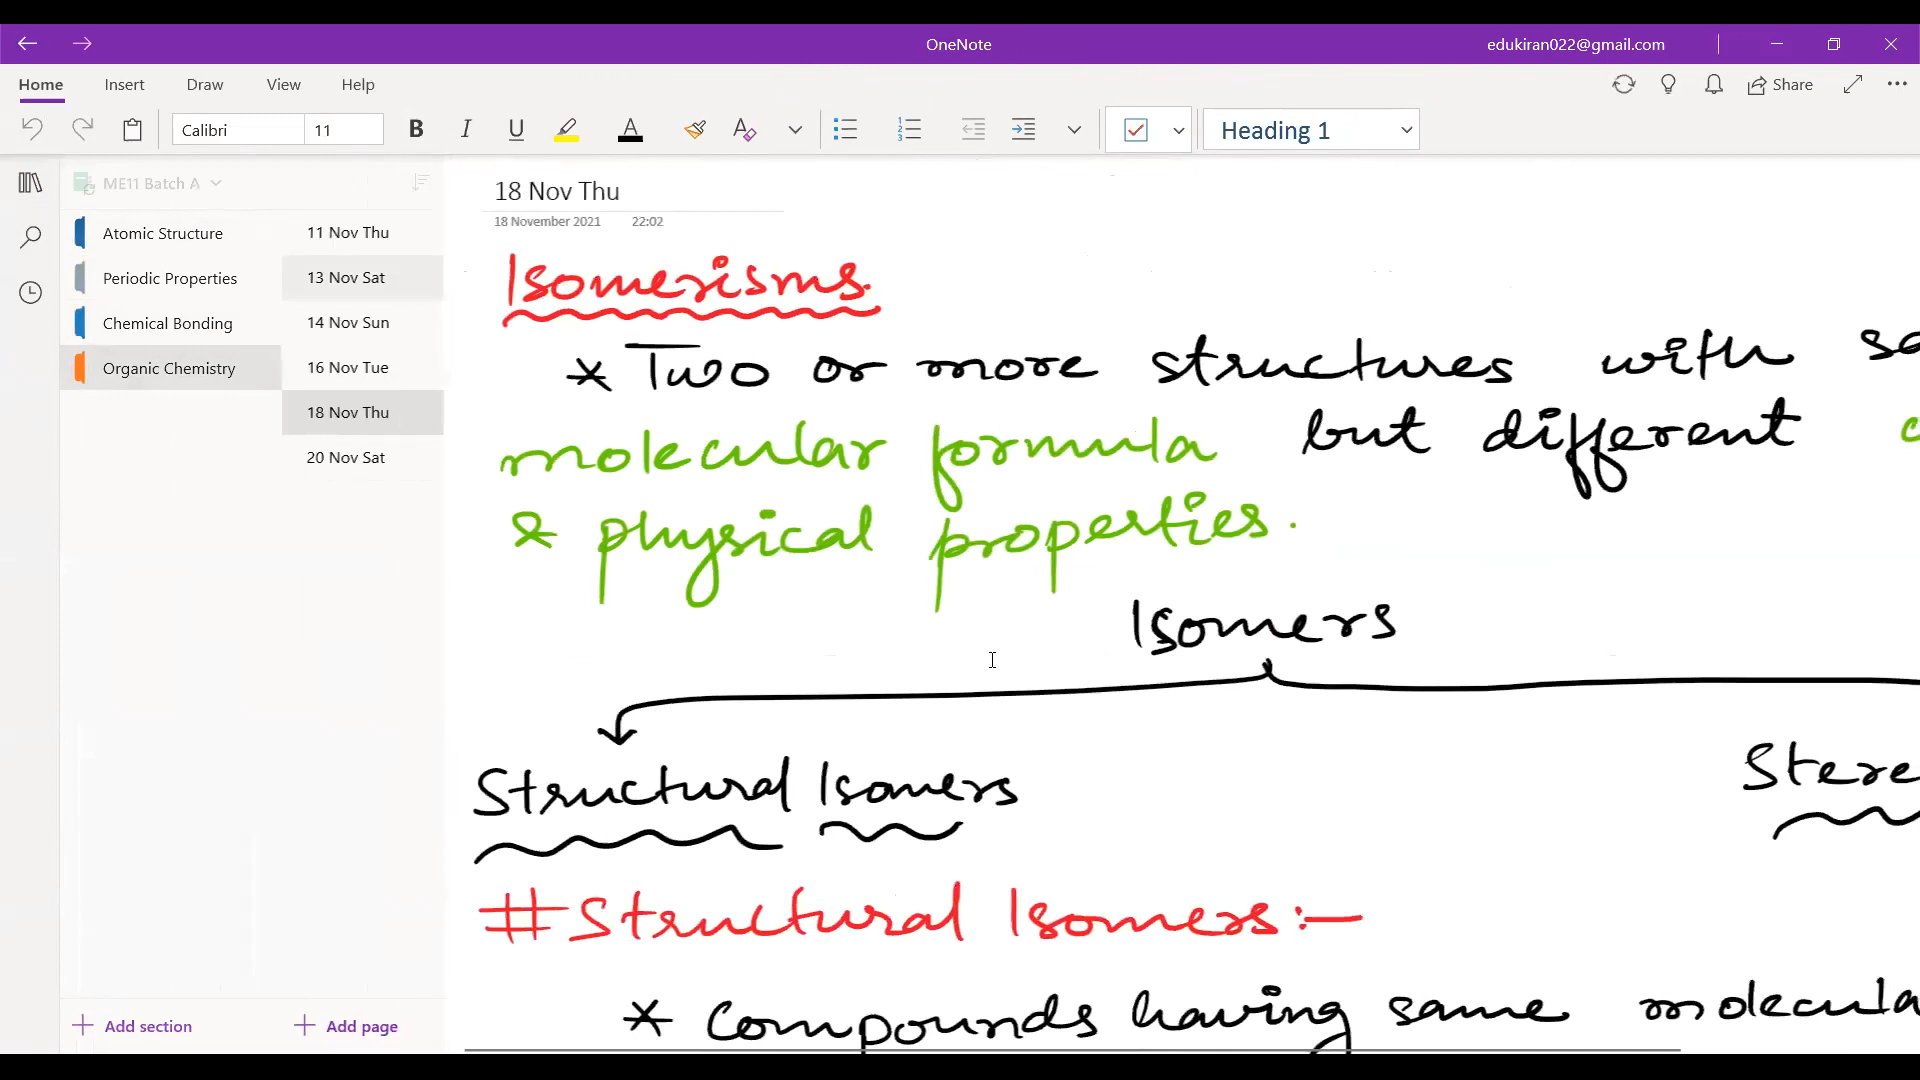 OneNote
edukiran022@gmail.com
Home Insert Draw View Help
Share
Calibri 11 B I U A Heading 1
ME11 Batch A
Atomic Structure
Periodic Properties
Chemical Bonding
Organic Chemistry
11 Nov Thu
13 Nov Sat
14 Nov Sun
16 Nov Tue
18 Nov Thu
20 Nov Sat
Add section
Add page
18 Nov Thu
18 November 2021 22:02
Isomerisms.
* Two or more structures with
molecular formula but different
& physical properties.
Isomers
Structural Isomers
# Structural Isomers:-
* Compounds having same